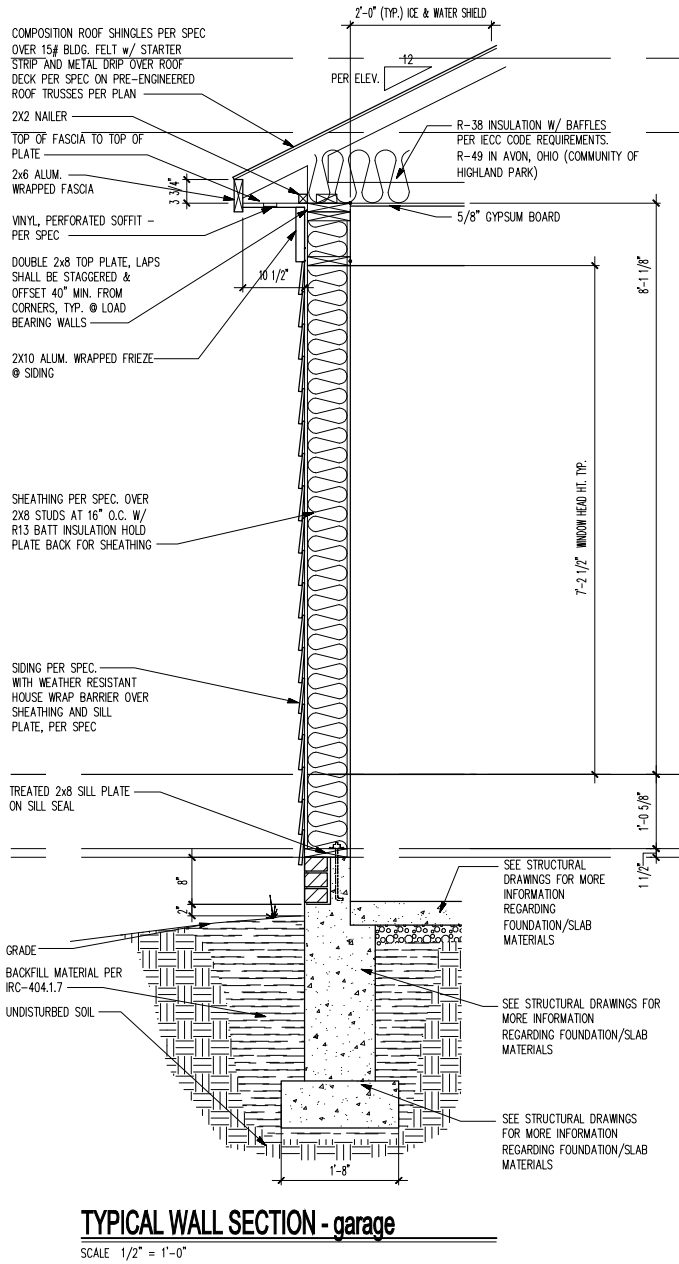 2'-0" (TYP.) ICE & WATER SHIELD
COMPOSITION ROOF SHINGLES PER SPEC
OVER 15# BLDG. FELT w/ STARTER
STRIP AND METAL DRIP OVER ROOF
DECK PER SPEC ON PRE-ENGINEERED
ROOF TRUSSES PER PLAN
12
PER ELEV.
2X2 NAILER
TOP OF FASCIA TO TOP OF
PLATE
2x6 ALUM.
WRAPPED FASCIA
3 3/4"
R-38 INSULATION W/ BAFFLES
PER IECC CODE REQUIREMENTS.
R-49 IN AVON, OHIO (COMMUNITY OF
HIGHLAND PARK)
VINYL, PERFORATED SOFFIT -
PER SPEC
5/8" GYPSUM BOARD
DOUBLE 2x8 TOP PLATE, LAPS
SHALL BE STAGGERED &
OFFSET 40" MIN. FROM
CORNERS, TYP. @ LOAD
BEARING WALLS
10 1/2"
8'-1 1/8"
2X10 ALUM. WRAPPED FRIEZE
@ SIDING
SHEATHING PER SPEC. OVER
2X8 STUDS AT 16" O.C. W/
R13 BATT INSULATION HOLD
PLATE BACK FOR SHEATHING
7'-2 1/2" WINDOW HEAD HT. TYP.
SIDING PER SPEC.
WITH WEATHER RESISTANT
HOUSE WRAP BARRIER OVER
SHEATHING AND SILL
PLATE, PER SPEC
TREATED 2x8 SILL PLATE
ON SILL SEAL
1'-0 5/8"
1 1/2"
8"
2"
SEE STRUCTURAL
DRAWINGS FOR MORE
INFORMATION
REGARDING
FOUNDATION/SLAB
MATERIALS
GRADE
BACKFILL MATERIAL PER
IRC-404.1.7
UNDISTURBED SOIL
SEE STRUCTURAL DRAWINGS FOR
MORE INFORMATION
REGARDING FOUNDATION/SLAB
MATERIALS
SEE STRUCTURAL DRAWINGS
FOR MORE INFORMATION
REGARDING FOUNDATION/SLAB
MATERIALS
1'-8"
TYPICAL WALL SECTION - garage
SCALE 1/2" = 1'-0"